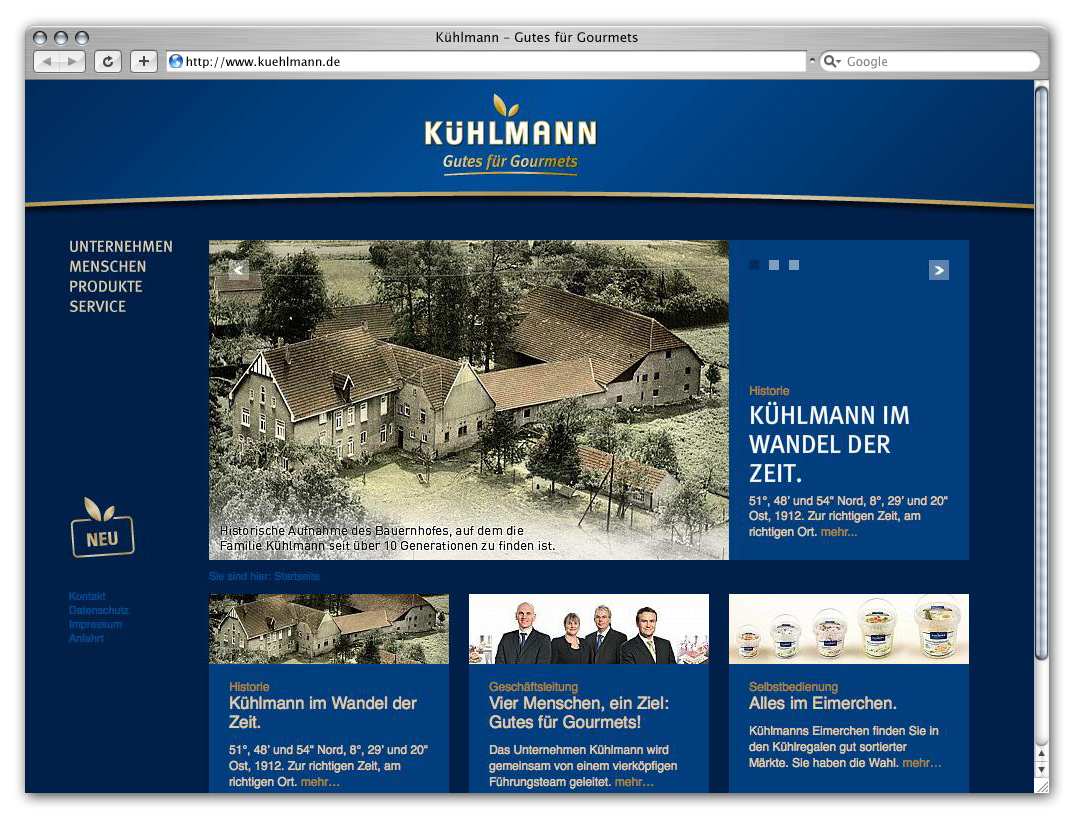 Kühlmann – Gutes für Gourmets
http://www.kuehlmann.de
Google
KÜHLMANN
Gutes für Gourmets
UNTERNEHMEN
MENSCHEN
PRODUKTE
SERVICE
Historische Aufnahme des Bauernhofes, auf dem die
Familie Kühlmann seit über 10 Generationen zu finden ist.
Historie
KÜHLMANN IM
WANDEL DER
ZEIT.
51°, 48' und 54“ Nord, 8°, 29' und 20“
Ost, 1912. Zur richtigen Zeit, am
richtigen Ort. mehr...
NEU
Kontakt
Datenschutz
Impressum
Anfahrt
Sie sind hier: Startseite
Historie
Kühlmann im Wandel der
Zeit.
51°, 48' und 54“ Nord, 8°, 29' und 20“
Ost, 1912. Zur richtigen Zeit, am
richtigen Ort. mehr...
Geschäftsleitung
Vier Menschen, ein Ziel:
Gutes für Gourmets!
Das Unternehmen Kühlmann wird
gemeinsam von einem vierköpfigen
Führungsteam geleitet. mehr...
Selbstbedienung
Alles im Eimerchen.
Kühlmanns Eimerchen finden Sie in
den Kühlregalen gut sortierter
Märkte. Sie haben die Wahl. mehr...